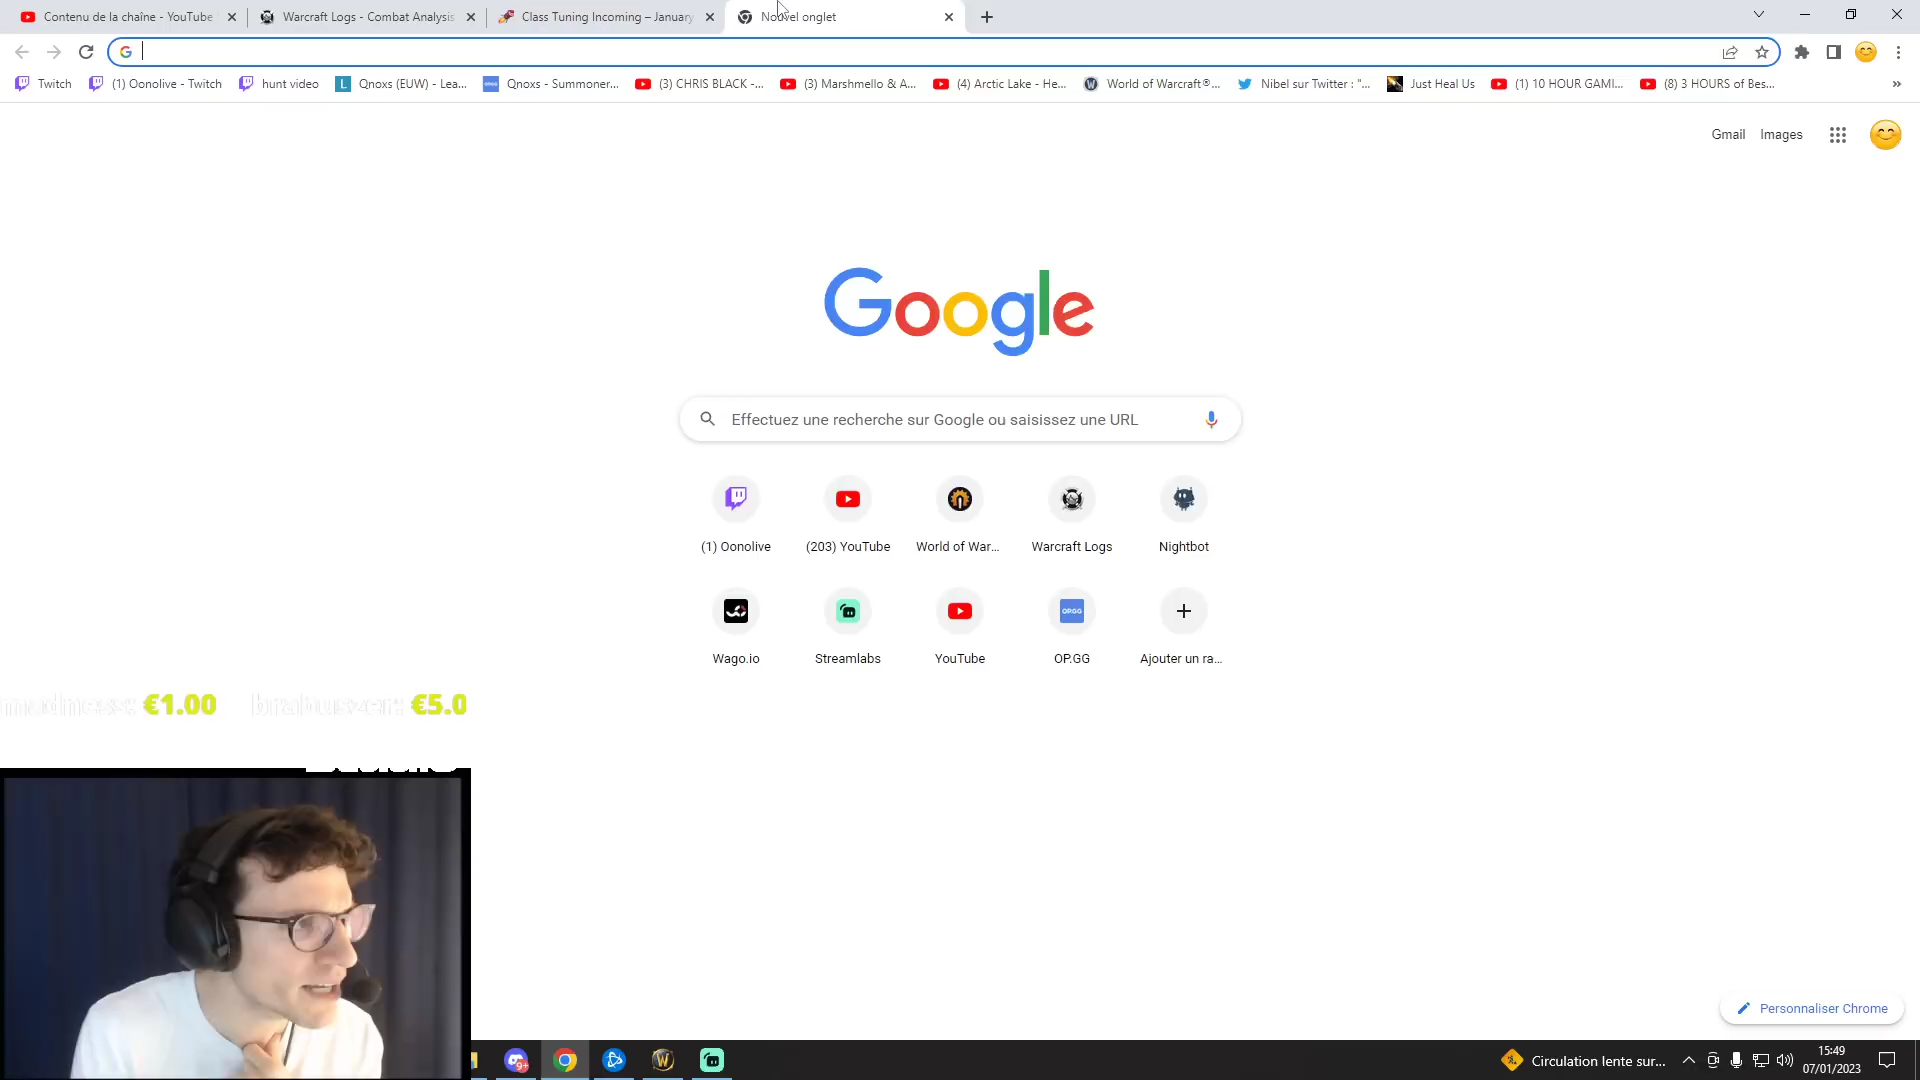 Contenu de la chaîne - YouTube
Warcraft Logs - Combat Analysis
Class Tuning Incoming – January
Nouvel onglet
Twitch
(1) Oonolive - Twitch
hunt video
Qnoxs (EUW) - Lea...
Qnoxs - Summoner...
(3) CHRIS BLACK -...
(3) Marshmello & A...
(4) Arctic Lake - He...
World of Warcraft®...
Nibel sur Twitter : "...
Just Heal Us
(1) 10 HOUR GAMI...
(8) 3 HOURS of Bes...
Gmail
Images
Google
Effectuez une recherche sur Google ou saisissez une URL
(1) Oonolive
(203) YouTube
World of War...
Warcraft Logs
Nightbot
Wago.io
Streamlabs
YouTube
OP.GG
Ajouter un ra...
mudness: €1.00
brabuszer: €5.0
Personnaliser Chrome
Circulation lente sur...
15:49
07/01/2023